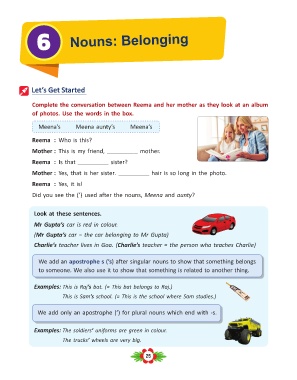 6
Nouns: Belonging
Let's Get Started
Complete the conversation between Reema and her mother as they look at an album
of photos. Use the words in the box.
Meena's Meena aunty's Meena's
Reema : Who is this?
Mother : This is my friend, __________ mother.
Reema : Is that __________ sister?
Mother : Yes, that is her sister. __________ hair is so long in the photo.
Reema : Yes, it is!
Did you see the (') used after the nouns, Meena and aunty?
Look at these sentences.
Mr Gupta's car is red in colour.
(Mr Gupta's car – the car belonging to Mr Gupta)
Charlie's teacher lives in Goa. (Charlie's teacher = the person who teaches Charlie)
We add an apostrophe s ('s) after singular nouns to show that something belongs
to someone. We also use it to show that something is related to another thing.
Examples: This is Raj's bat. (= This bat belongs to Raj.)
This is Sam's school. (= This is the school where Sam studies.)
We add only an apostrophe (') for plural nouns which end with -s.
Examples: The soldiers' uniforms are green in colour.
The trucks' wheels are very big.